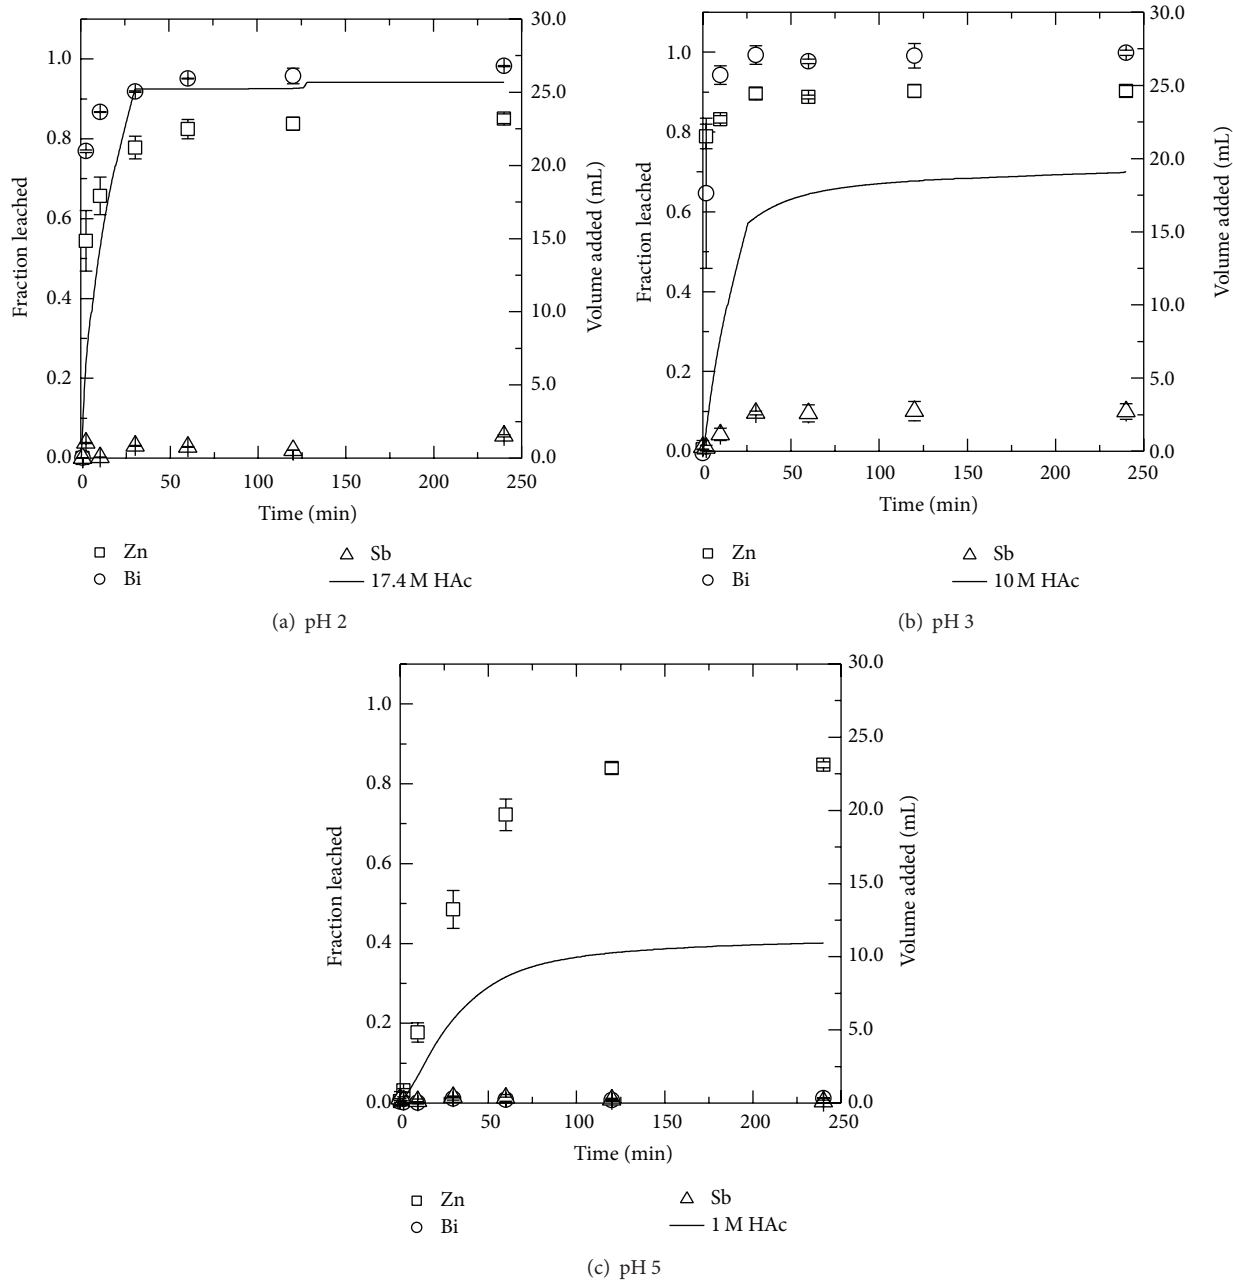 1.0
0.8
0.6
0.4
0.2
0.0
Fraction leached
30.0
25.0
20.0
15.0
10.0
5.0
0.0
Volume added (mL)
0 50 100 150 200 250
Time (min)
Zn
Bi
Sb
17.4 M HAc
(a) pH 2
1.0
0.8
0.6
0.4
0.2
0.0
Fraction leached
30.0
25.0
20.0
15.0
10.0
5.0
0.0
Volume added (mL)
0 50 100 150 200 250
Time (min)
Zn
Bi
Sb
10 M HAc
(b) pH 3
1.0
0.8
0.6
0.4
0.2
0.0
Fraction leached
30.0
25.0
20.0
15.0
10.0
5.0
0.0
Volume added (mL)
0 50 100 150 200 250
Time (min)
Zn
Bi
Sb
1 M HAc
(c) pH 5